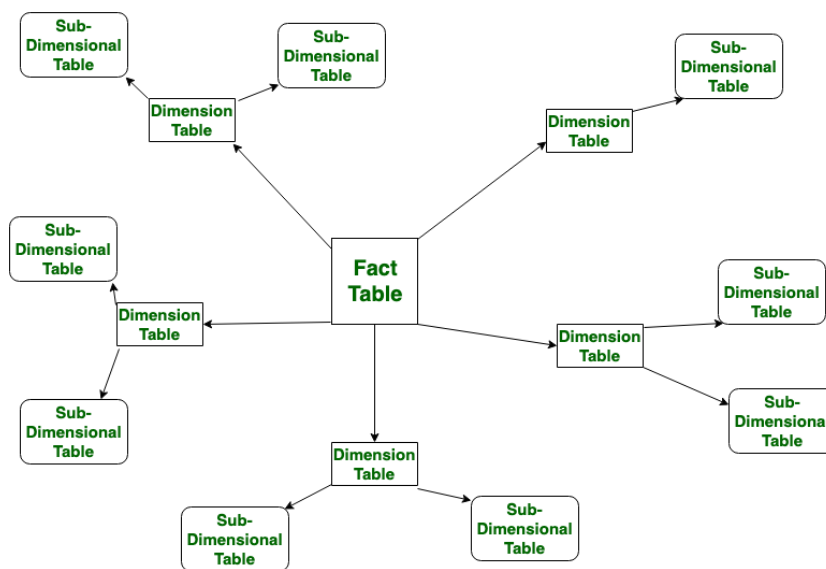 Sub-
Dimensional
Table
Sub-
Dimensional
Table
Dimension
Table
Sub-
Dimensional
Table
Dimension
Table
Sub-
Dimensional
Table
Fact
Table
Dimension
Table
Sub-
Dimensional
Table
Dimension
Table
Sub-
Dimensional
Table
Sub-
Dimensiona
Table
Dimension
Table
Sub-
Dimensional
Table
Sub-
Dimensional
Table